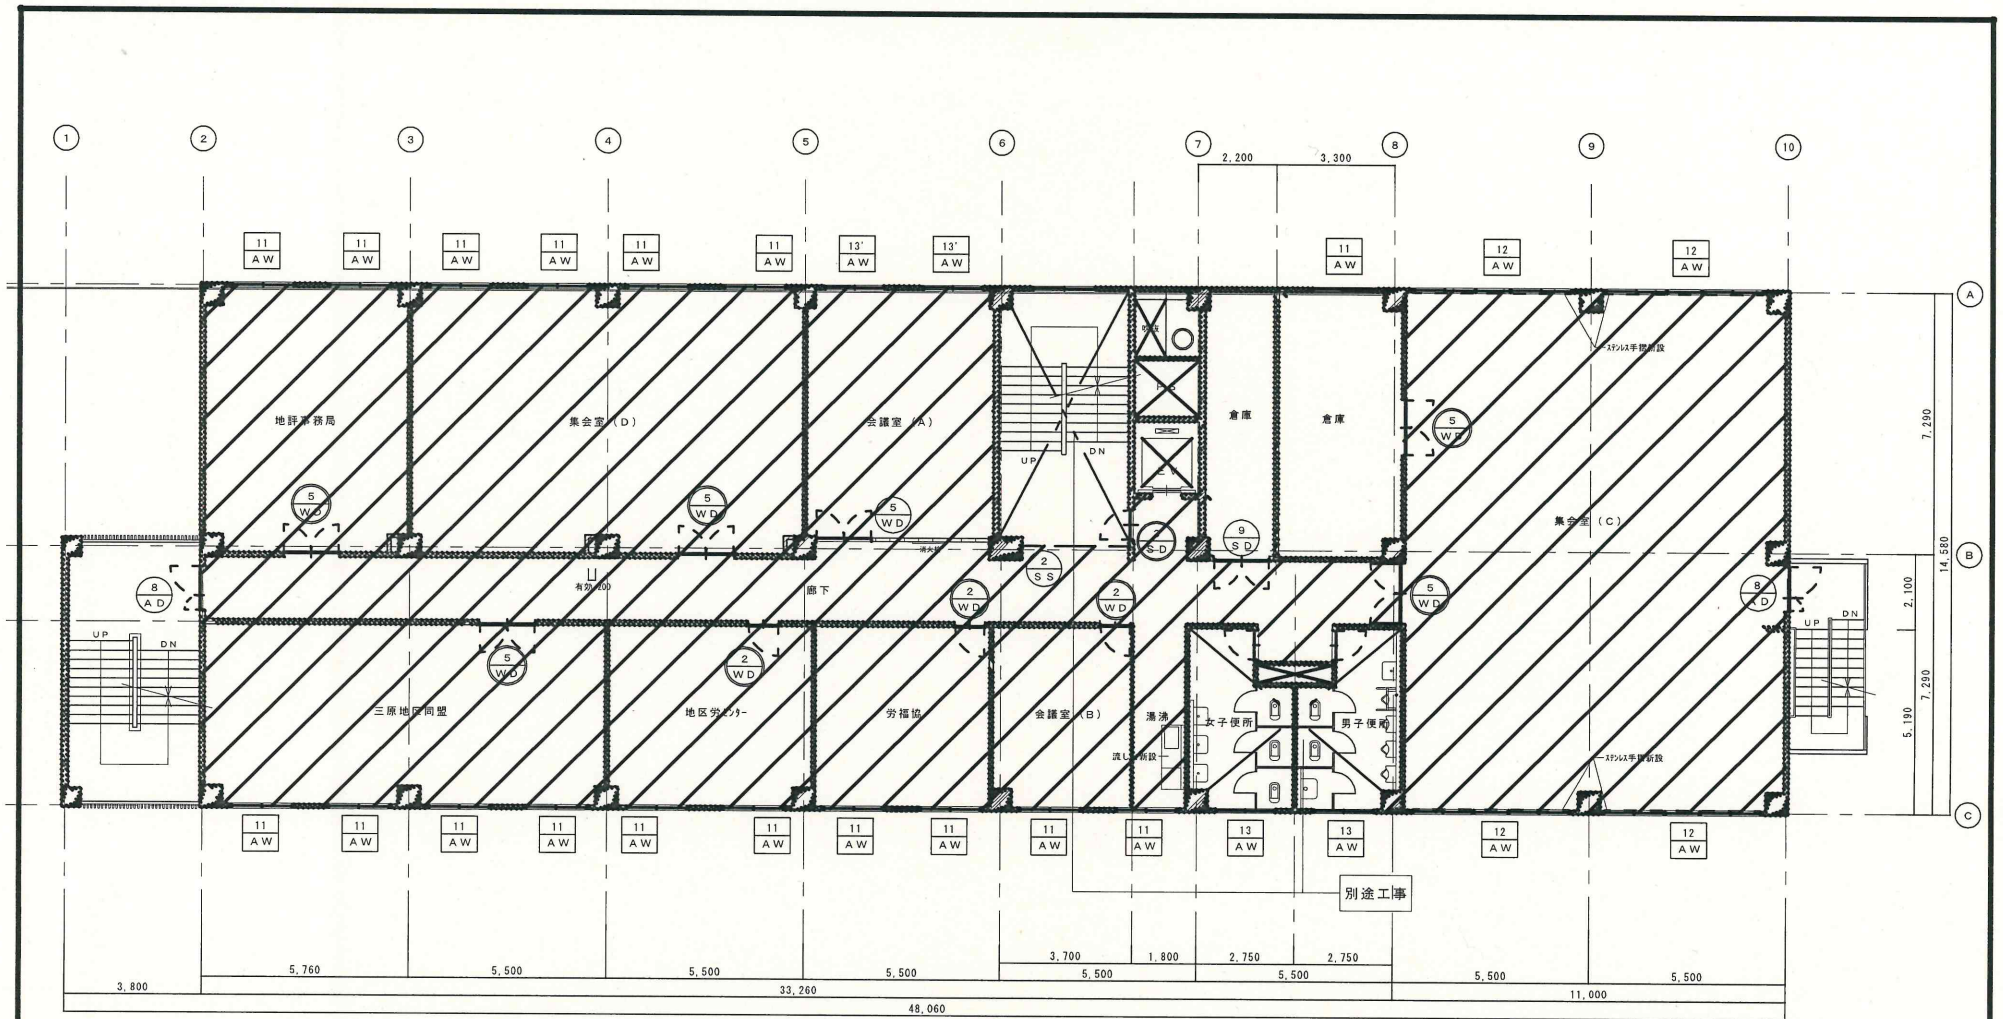 1 2 3 4 5 6 7 8 9 10
2,200 3,300
11 11 11 11 11 11 13' 13' 11 12 12
AW AW AW AW AW AW AW AW AW AW AW
A
吹抜
ステンレス手摺新設
PS
7,290
地評事務局 集会室(D) 会議室(A) 倉庫 倉庫
5
WD
UP DN
EV
5 5 5
WD WD WD
集会室(C)
9
SD
SD
消火栓
B
14,580
2
SS
8
AD
有効1200
廊下
2 2
WD WD
5
WD
8
AD
2,100
UP DN
UP DN
5
WD
2
WD
三原地区同盟 地区労センター 労福協 会議室(B) 湯沸 女子便所 男子便所
流し台新設
ステンレス手摺新設
5,190
7,290
C
11 11 11 11 11 11 11 11 11 11 13 13 12 12
AW AW AW AW AW AW AW AW AW AW AW AW AW AW
別途工事
3,700 1,800 2,750 2,750
5,760 5,500 5,500 5,500 5,500 5,500 5,500 5,500
3,800 33,260 11,000
48,060